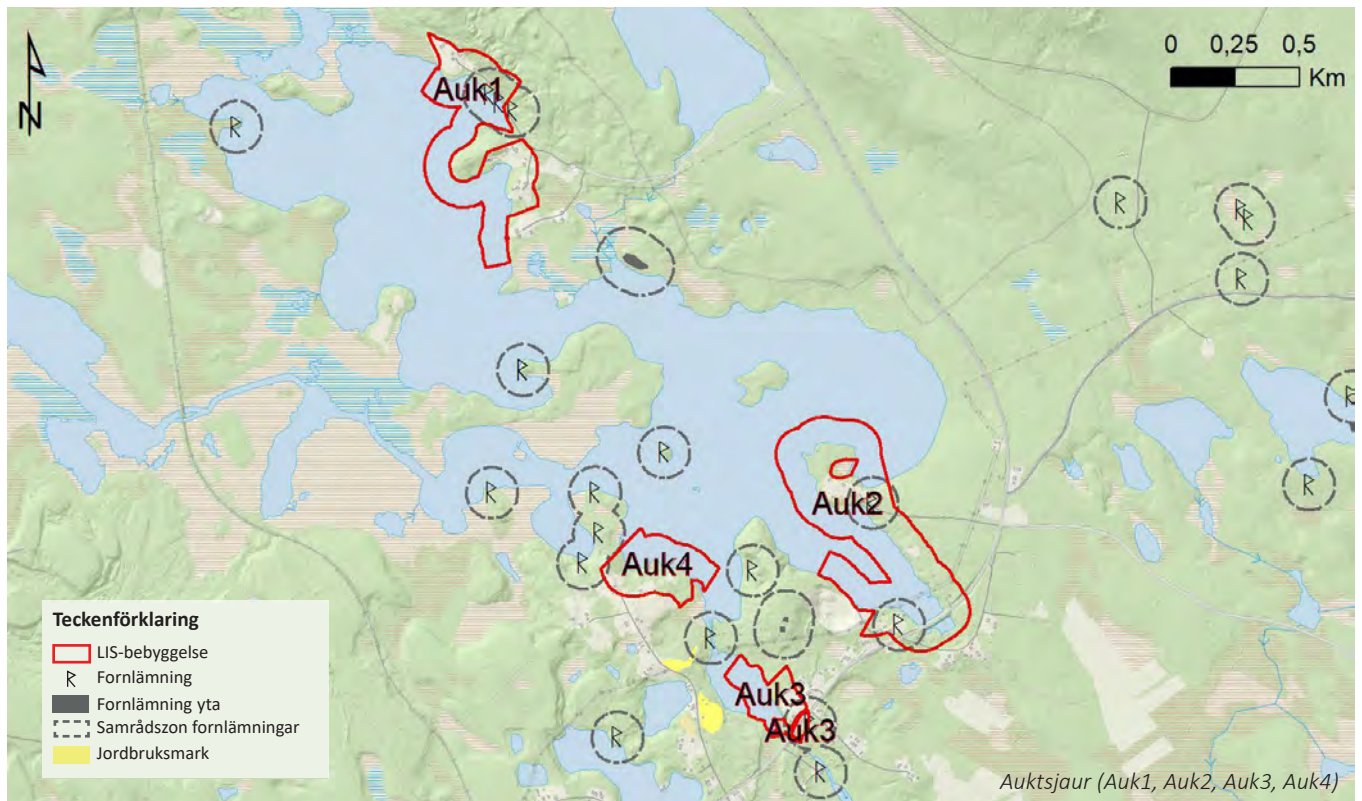 0 0,25 0,5
Km
N
Auk1
Auk2
Auk4
Auk3
Auk3
Teckenförklaring
LIS-bebyggelse
Fornlämning
Fornlämning yta
Samrådszon fornlämningar
Jordbruksmark
Auktsjaur (Auk1, Auk2, Auk3, Auk4)